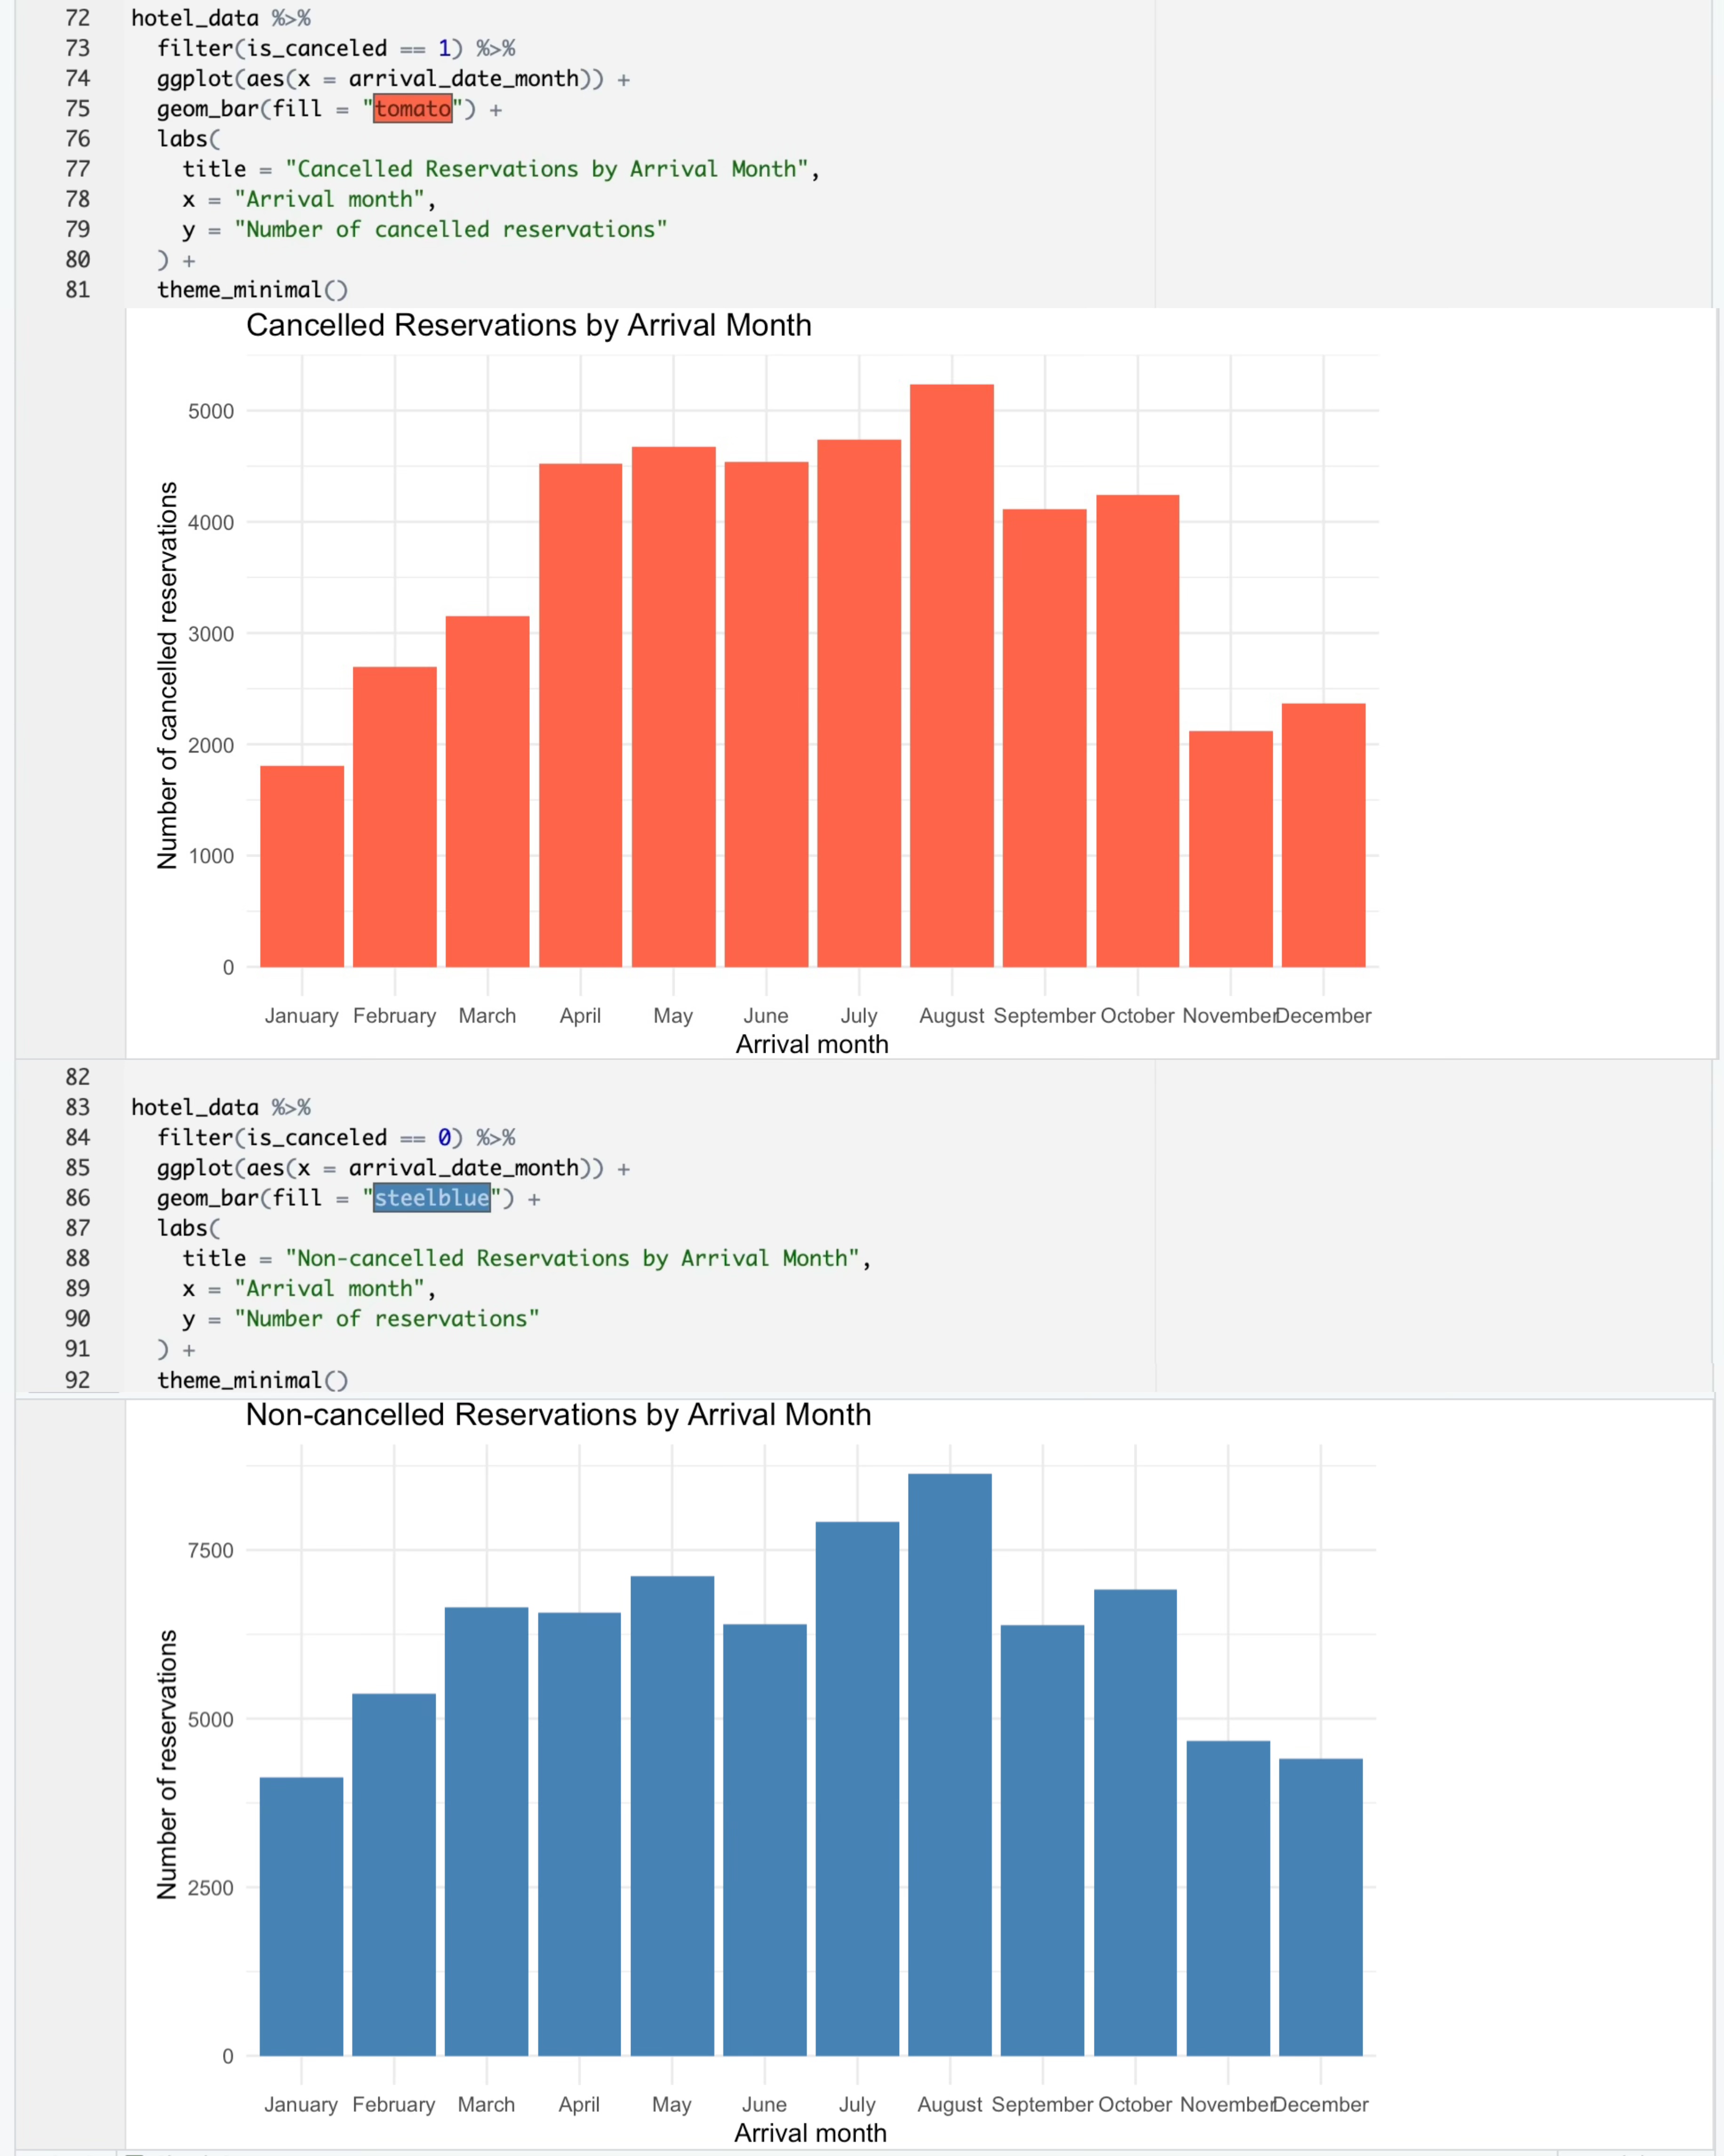 72 hotel_data %>%
73 filter(is_canceled == 1) %>%
74 ggplot(aes(x = arrival_date_month)) +
75 geom_bar(fill = "tomato") +
76 labs(
77 title = "Cancelled Reservations by Arrival Month",
78 x = "Arrival month",
79 y = "Number of cancelled reservations"
80 ) +
81 theme_minimal()
Cancelled Reservations by Arrival Month
Number of cancelled reservations
5000
4000
3000
2000
1000
0
January February March April May June July August September October November December
Arrival month
82
83 hotel_data %>%
84 filter(is_canceled == 0) %>%
85 ggplot(aes(x = arrival_date_month)) +
86 geom_bar(fill = "steelblue") +
87 labs(
88 title = "Non-cancelled Reservations by Arrival Month",
89 x = "Arrival month",
90 y = "Number of reservations"
91 ) +
92 theme_minimal()
Non-cancelled Reservations by Arrival Month
Number of reservations
7500
5000
2500
0
January February March April May June July August September October November December
Arrival month